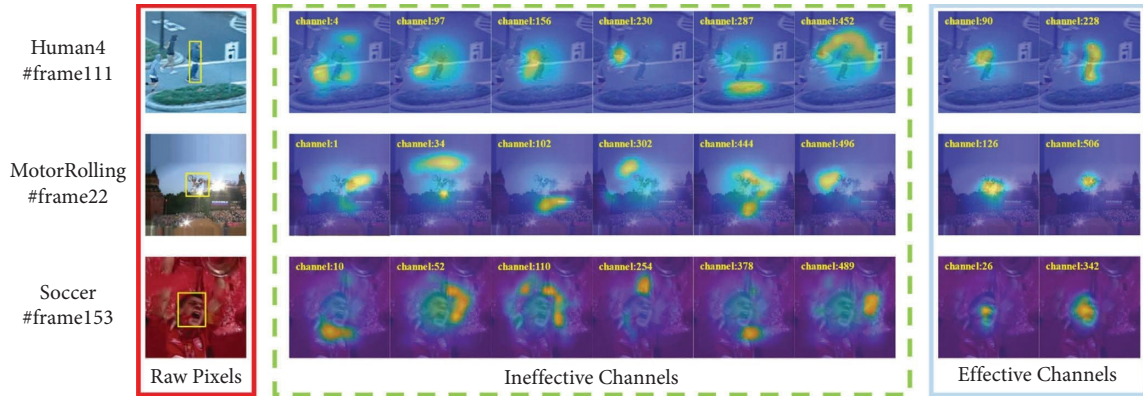 Human4
#frame111
channel:4 channel:97 channel:156 channel:230 channel:287 channel:452 channel:90 channel:228
MotorRolling
#frame22
channel:1 channel:34 channel:102 channel:302 channel:444 channel:496 channel:126 channel:506
Soccer
#frame153
channel:10 channel:52 channel:110 channel:254 channel:378 channel:489 channel:26 channel:342
Raw Pixels Ineffective Channels Effective Channels